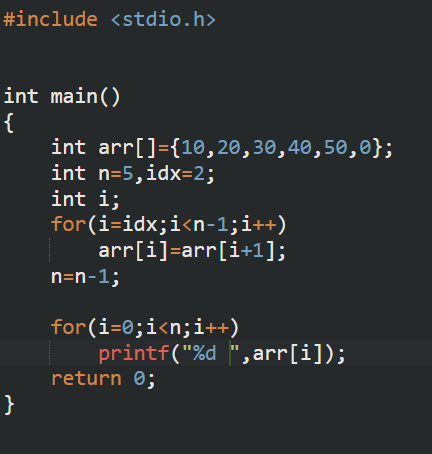 #include <stdio.h>
int main()
{
    int arr[]={10,20,30,40,50,0};
    int n=5,idx=2;
    int i;
    for(i=idx;i<n-1;i++)
        arr[i]=arr[i+1];
    n=n-1;
    for(i=0;i<n;i++)
        printf("%d ",arr[i]);
    return 0;
}